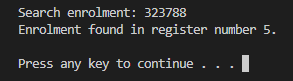 Search enrolment: 323788
Enrolment found in register number 5.
Press any key to continue . . .